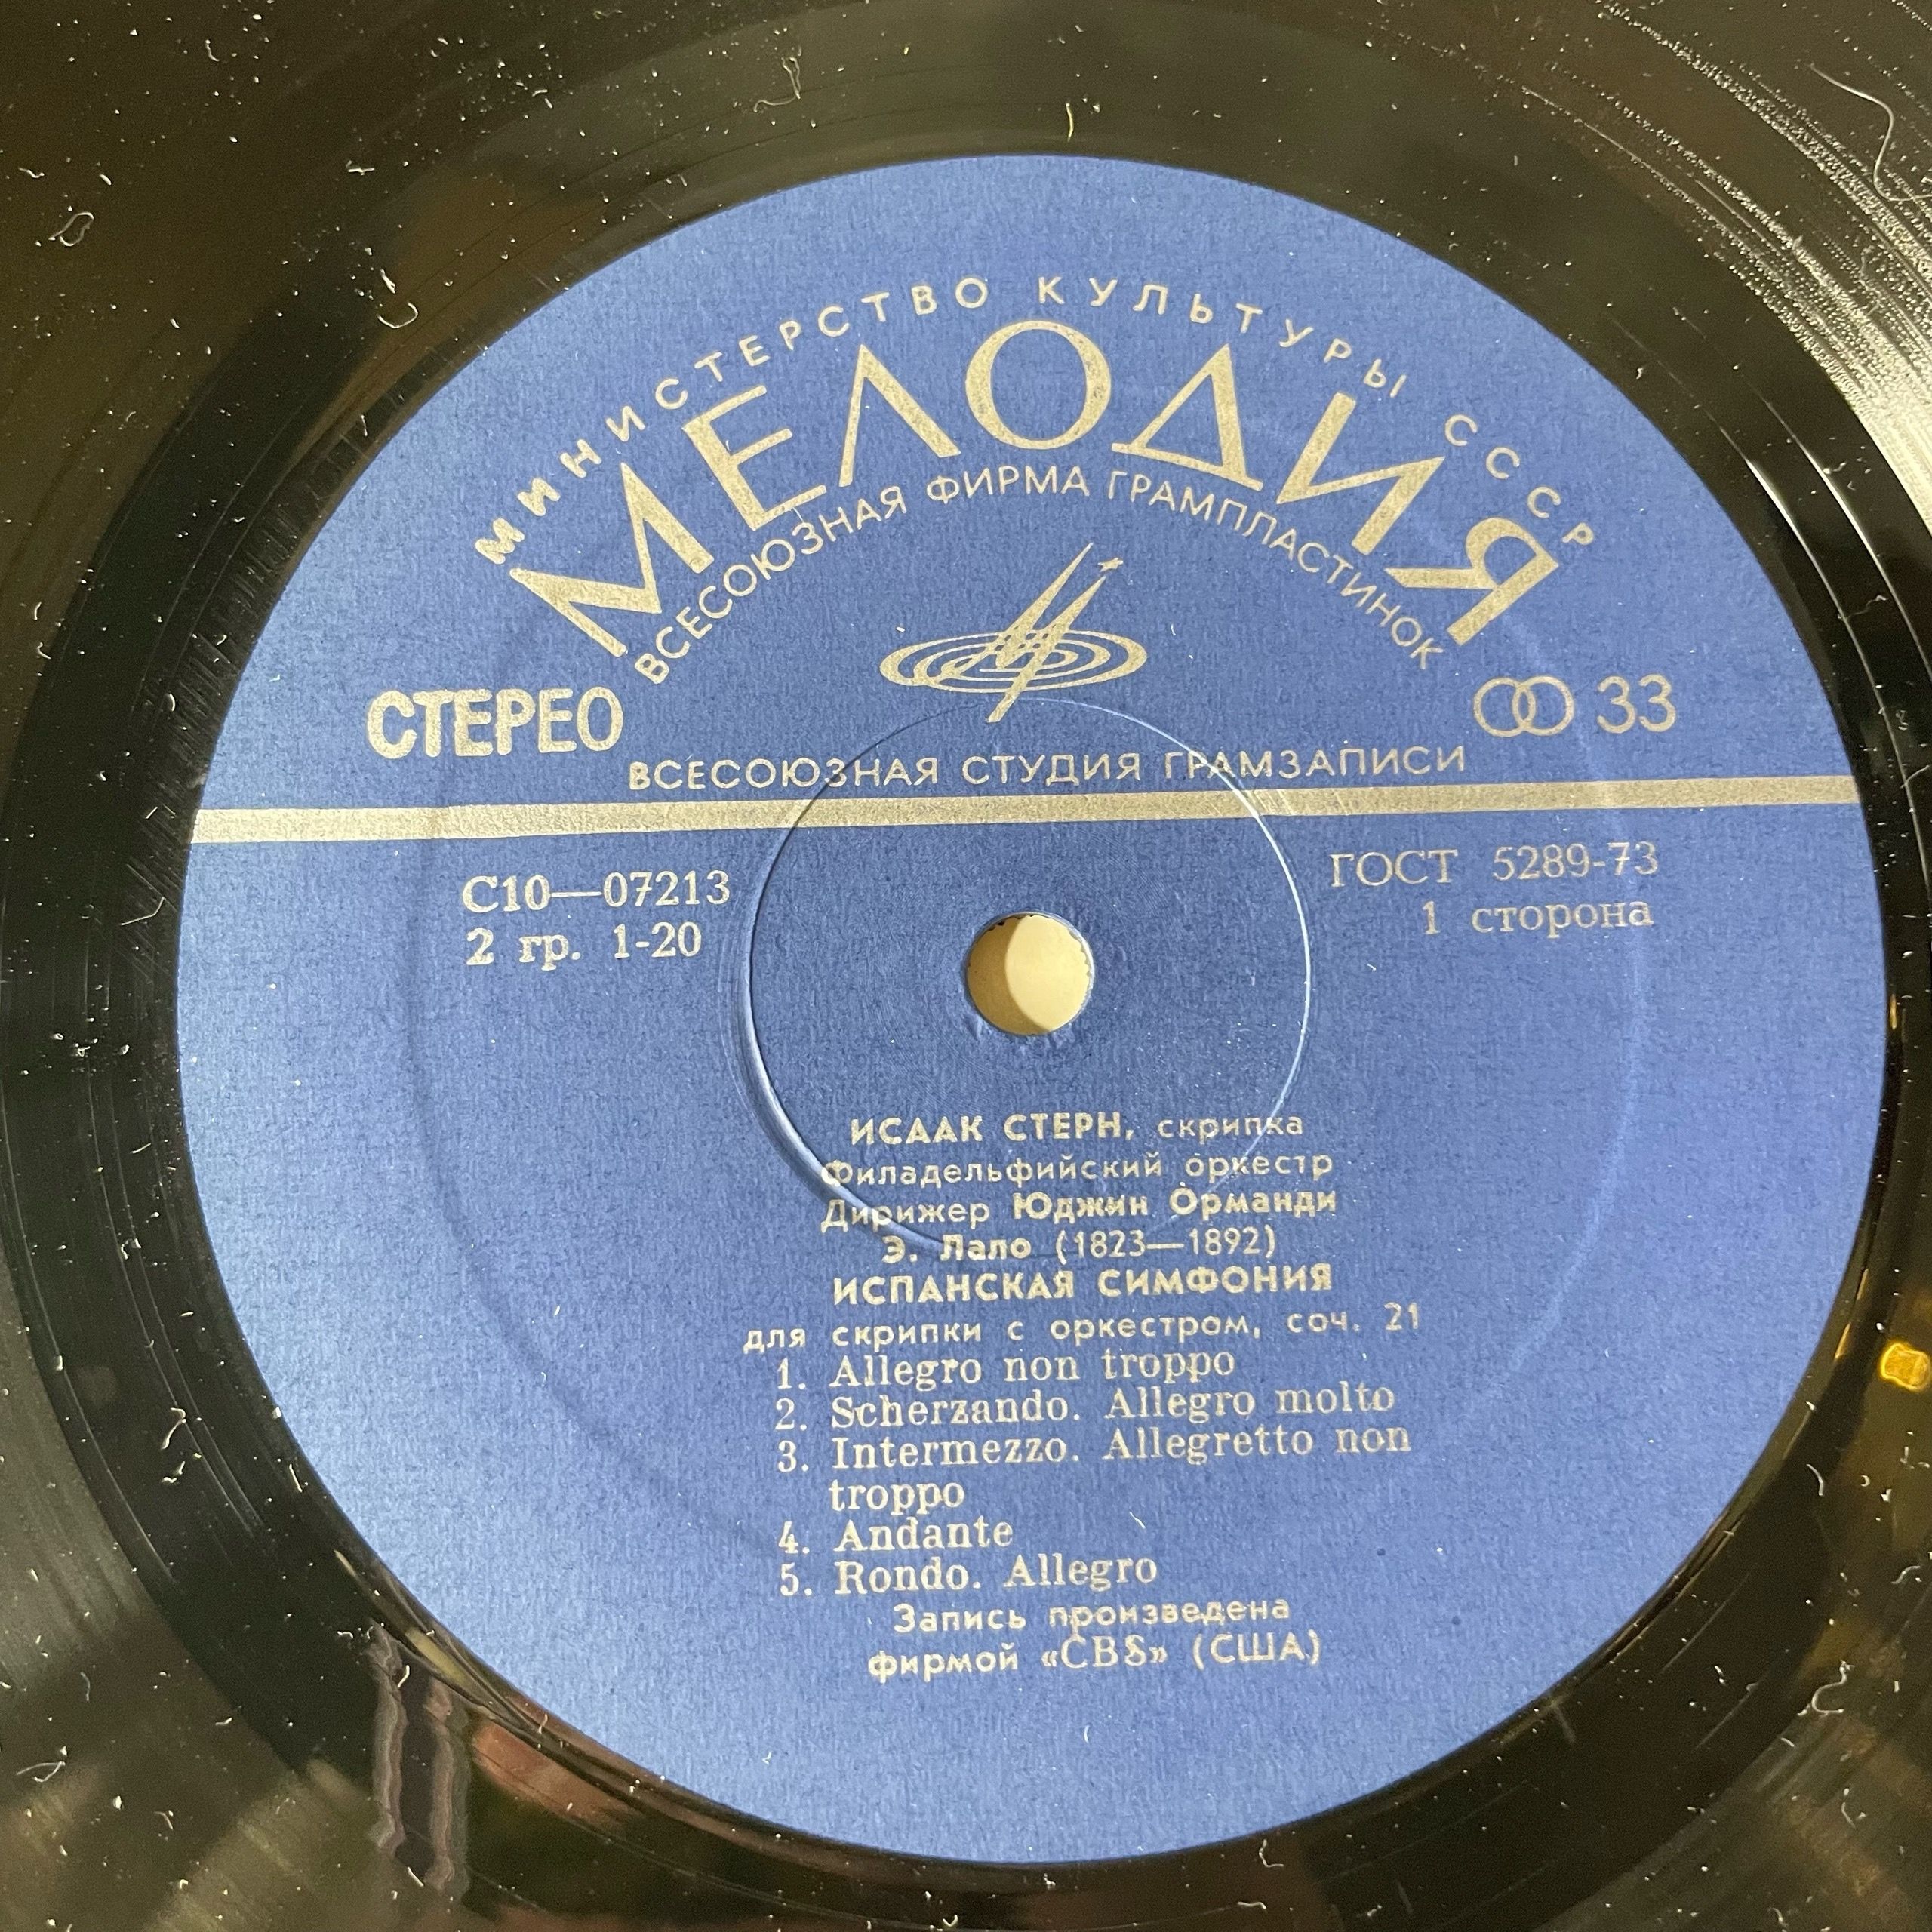 МИНИСТЕРСТВО КУЛЬТУРЫ СССР
МЕЛОДИЯ
ВСЕСОЮЗНАЯ ФИРМА ГРАМПЛАСТИНОК
СТЕРЕО
33
ВСЕСОЮЗНАЯ СТУДИЯ ГРАМЗАПИСИ
С10—07213
2 гр. 1-20
ГОСТ 5289-73
1 сторона
ИСААК СТЕРН, скрипка
Филадельфийский оркестр
Дирижер Юджин Орманди
Э. Лало (1823—1892)
ИСПАНСКАЯ СИМФОНИЯ
для скрипки с оркестром, соч. 21
1. Allegro non troppo
2. Scherzando. Allegro molto
3. Intermezzo. Allegretto non
troppo
4. Andante
5. Rondo. Allegro
Запись произведена
фирмой «CBS» (США)